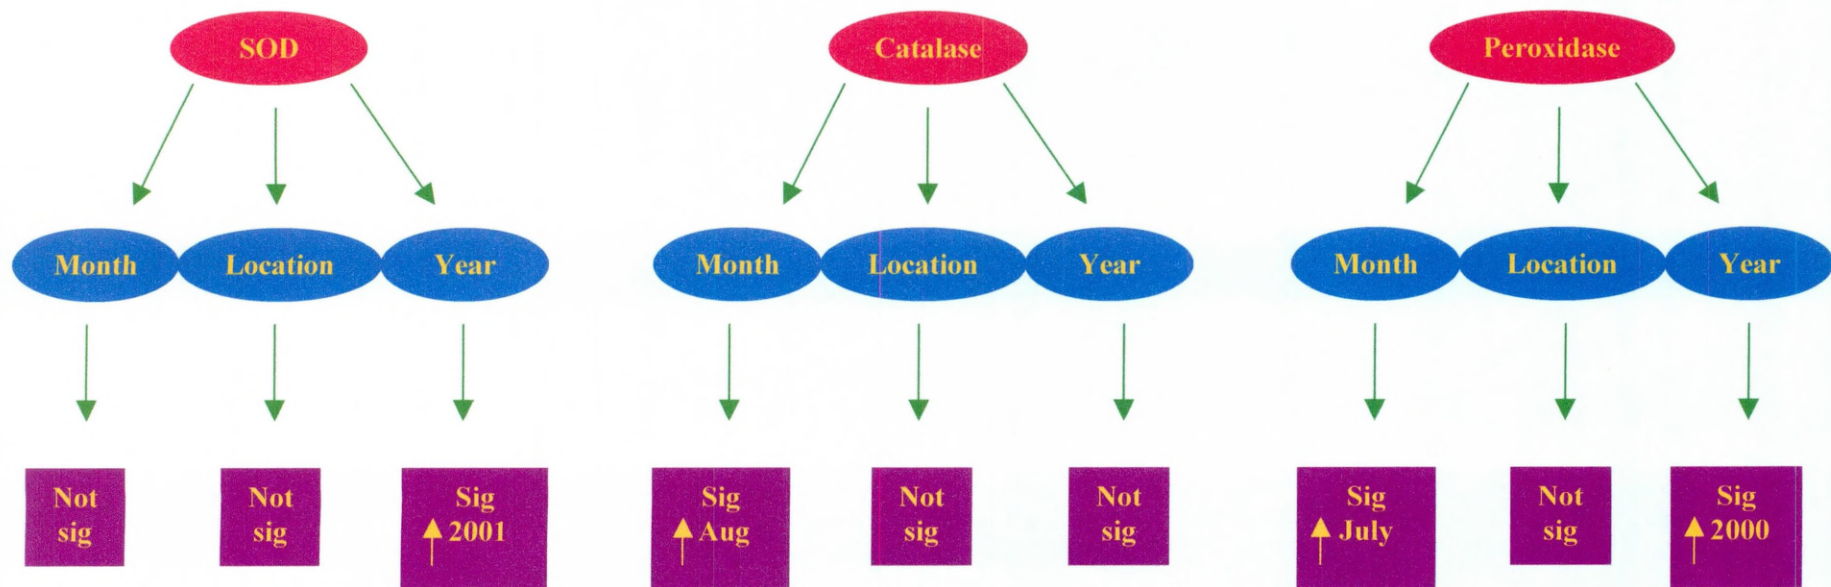 SOD
Catalase
Peroxidase
Month Location Year
Month Location Year
Month Location Year
Not
sig
Not
sig
Sig
↑ 2001
Sig
↑ Aug
Not
sig
Not
sig
Sig
↑ July
Not
sig
Sig
↑ 2000